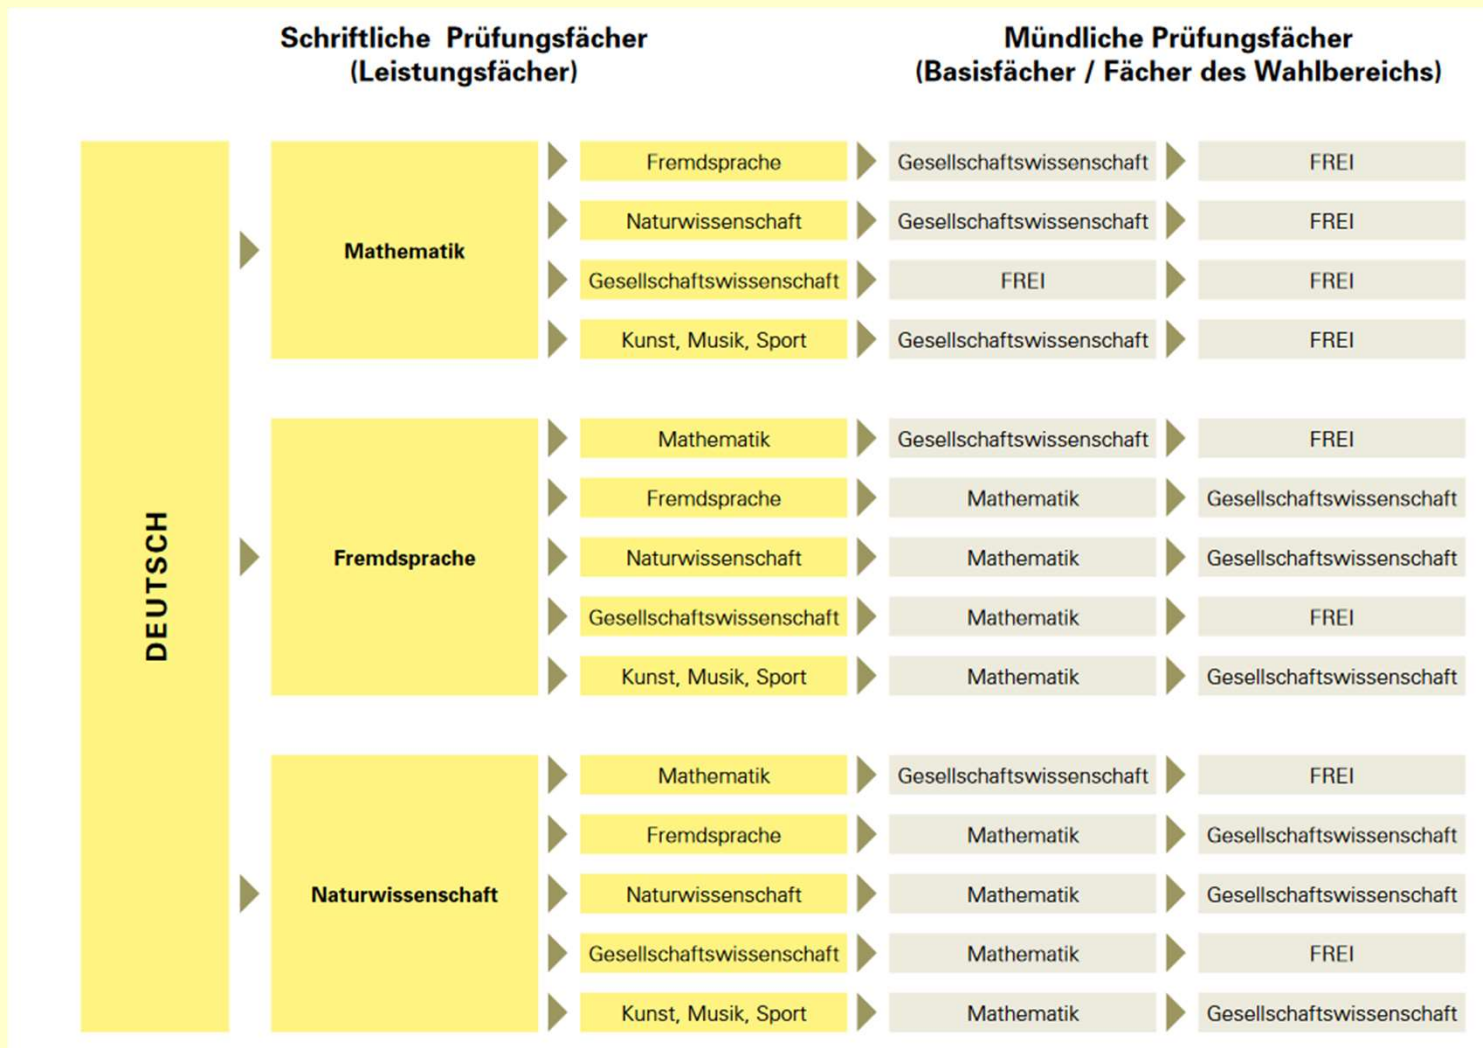 Schriftliche Prüfungsfächer
(Leistungsfächer)
Mündliche Prüfungsfächer
(Basisfächer / Fächer des Wahlbereichs)
DEUTSCH
Mathematik
Fremdsprache Gesellschaftswissenschaft FREI
Naturwissenschaft Gesellschaftswissenschaft FREI
Gesellschaftswissenschaft FREI FREI
Kunst, Musik, Sport Gesellschaftswissenschaft FREI
Fremdsprache
Mathematik Gesellschaftswissenschaft FREI
Fremdsprache Mathematik Gesellschaftswissenschaft
Naturwissenschaft Mathematik Gesellschaftswissenschaft
Gesellschaftswissenschaft Mathematik FREI
Kunst, Musik, Sport Mathematik Gesellschaftswissenschaft
Naturwissenschaft
Mathematik Gesellschaftswissenschaft FREI
Fremdsprache Mathematik Gesellschaftswissenschaft
Naturwissenschaft Mathematik Gesellschaftswissenschaft
Gesellschaftswissenschaft Mathematik FREI
Kunst, Musik, Sport Mathematik Gesellschaftswissenschaft